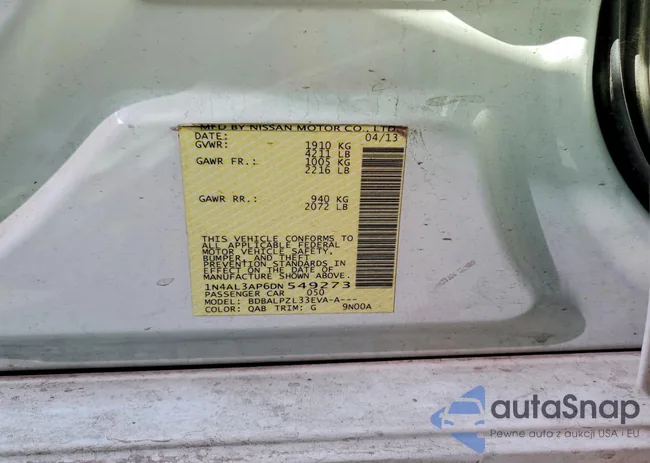 MFD BY NISSAN MOTOR CO., LTD.
DATE: 04/13
GVWR: 1910 KG
4211 LB
GAWR FR.: 1005 KG
2216 LB
GAWR RR.: 940 KG
2072 LB
THIS VEHICLE CONFORMS TO
ALL APPLICABLE FEDERAL
MOTOR VEHICLE SAFETY,
BUMPER, AND THEFT
PREVENTION STANDARDS IN
EFFECT ON THE DATE OF
MANUFACTURE SHOWN ABOVE.
1N4AL3AP6DN 549273
PASSENGER CAR 050
MODEL: BDBALPZL33EVA-A---
COLOR: QAB TRIM: G 9N00A
autaSnap
Pewne auta z aukcji USA i EU